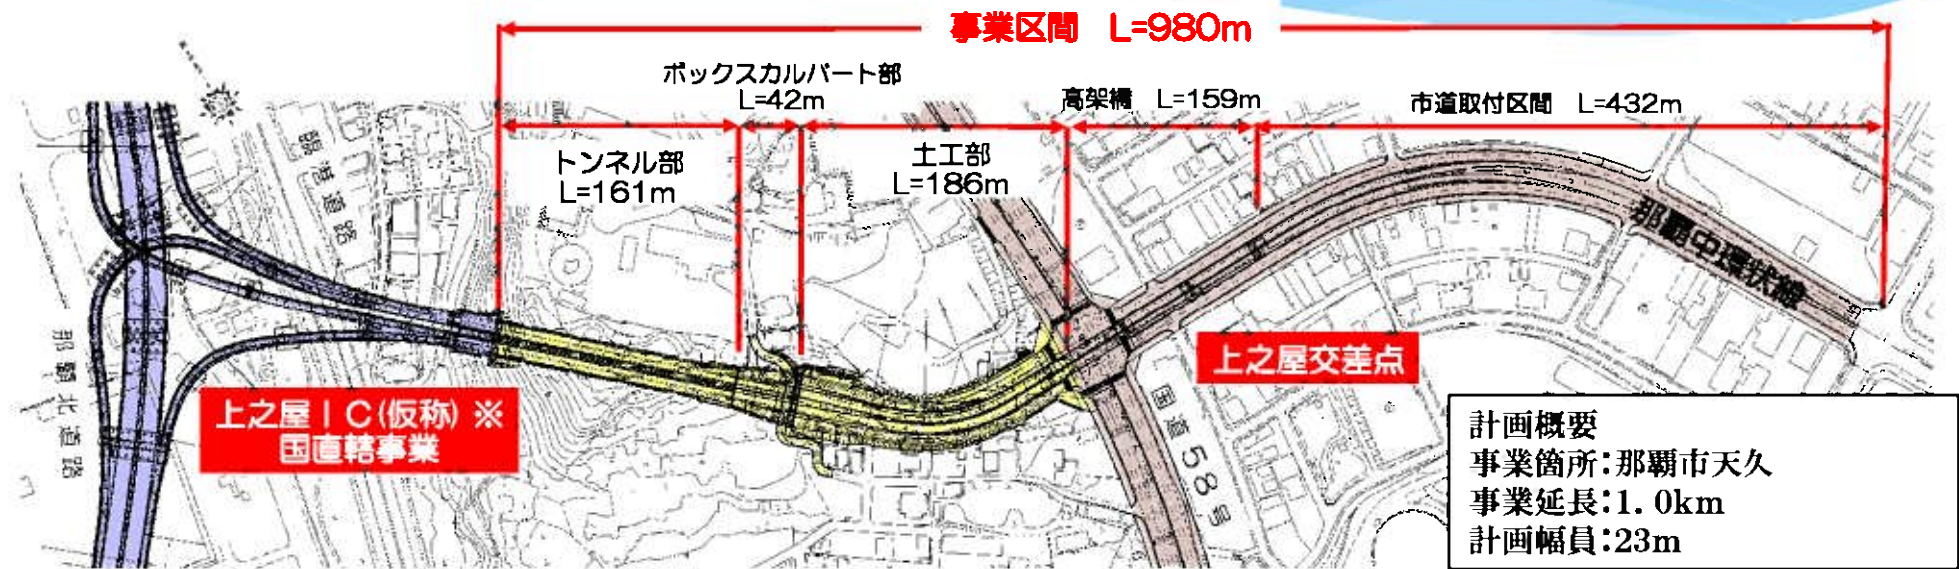 事業区間 L=980m
ボックスカルバート部
L=42m
高架橋 L=159m
市道取付区間 L=432m
トンネル部
L=161m
土工部
L=186m
臨港道路
那覇中環状線
那覇北道路
上之屋IC(仮称)※
国直轄事業
上之屋交差点
国道58号
計画概要
事業箇所:那覇市天久
事業延長:1.0km
計画幅員:23m